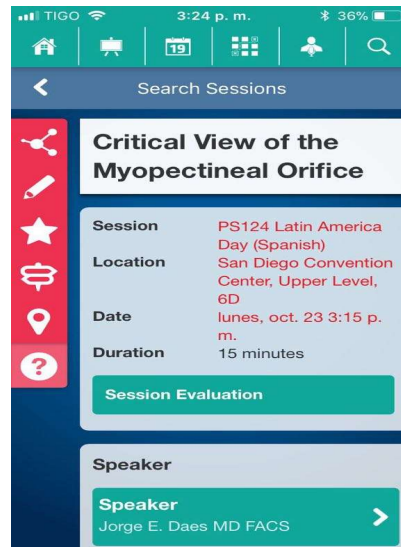 TIGO 3:24 p. m. 36%
19
Search Sessions
Critical View of the
Myopectineal Orifice
Session PS124 Latin America
Day (Spanish)
Location San Diego Convention
Center, Upper Level,
6D
Date lunes, oct. 23 3:15 p.
m.
Duration 15 minutes
Session Evaluation
Speaker
Speaker
Jorge E. Daes MD FACS